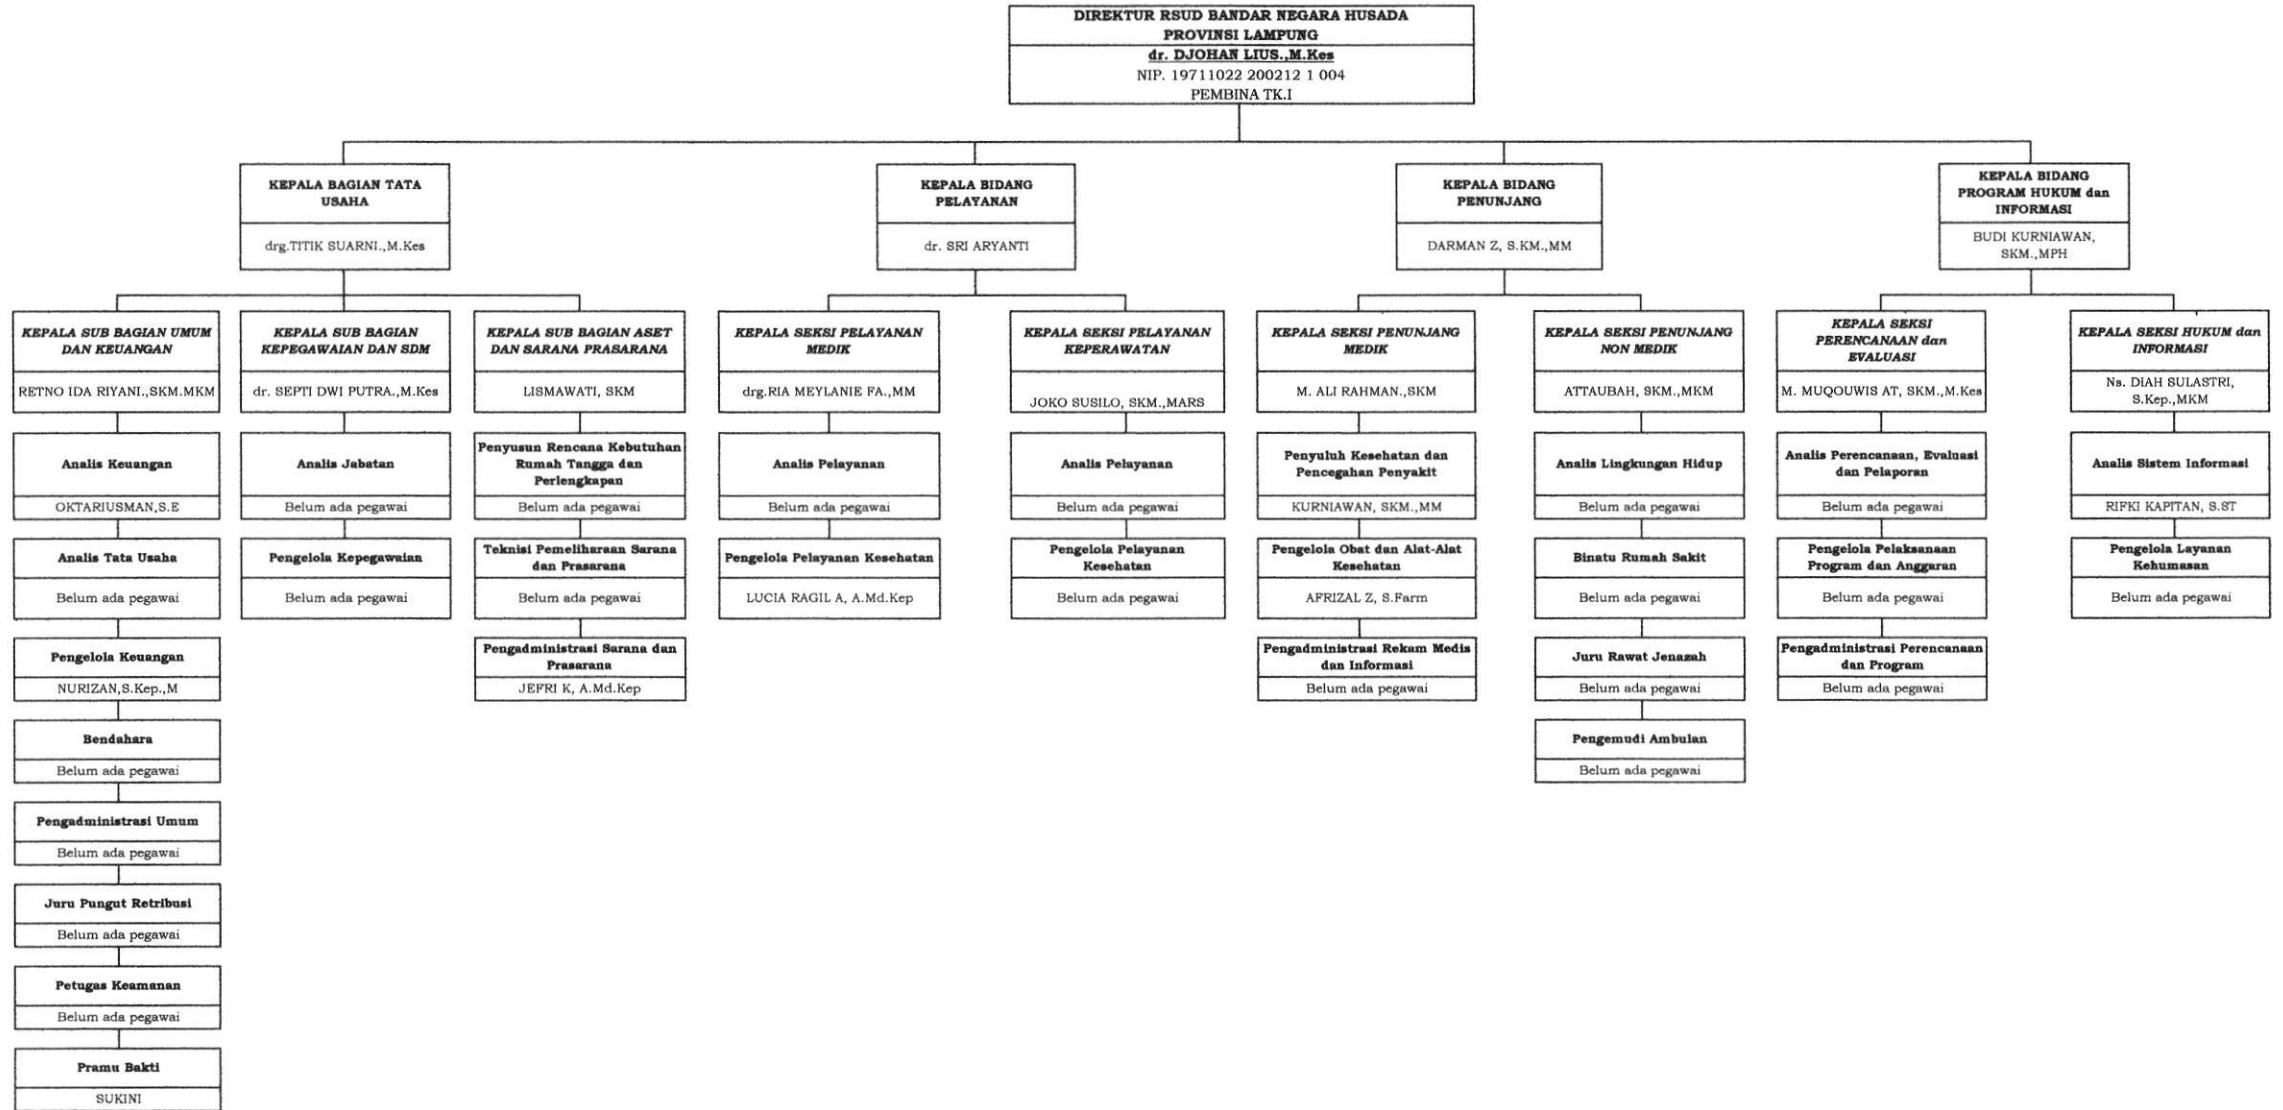 DIREKTUR RSUD BANDAR NEGARA HUSADA
PROVINSI LAMPUNG
dr. DJOHAN LIUS.,M.Kes
NIP. 19711022 200212 1 004
PEMBINA TK.I
KEPALA BAGIAN TATA
USAHA
drg.TITIK SUARNI.,M.Kes
KEPALA BIDANG
PELAYANAN
dr. SRI ARYANTI
KEPALA BIDANG
PENUNJANG
DARMAN Z, S.KM.,MM
KEPALA BIDANG
PROGRAM HUKUM dan
INFORMASI
BUDI KURNIAWAN,
SKM.,MPH
KEPALA SUB BAGIAN UMUM
DAN KEUANGAN
RETNO IDA RIYANI.,SKM.MKM
Analis Keuangan
OKTARIUSMAN,S.E
Analis Tata Usaha
Belum ada pegawai
Pengelola Keuangan
NURIZAN,S.Kep.,M
Bendahara
Belum ada pegawai
Pengadministrasi Umum
Belum ada pegawai
Juru Pungut Retribusi
Belum ada pegawai
Petugas Keamanan
Belum ada pegawai
Pramu Bakti
SUKINI
KEPALA SUB BAGIAN
KEPEGAWAIAN DAN SDM
dr. SEPTI DWI PUTRA.,M.Kes
Analis Jabatan
Belum ada pegawai
Pengelola Kepegawaian
Belum ada pegawai
KEPALA SUB BAGIAN ASET
DAN SARANA PRASARANA
LISMAWATI, SKM
Penyusun Rencana Kebutuhan
Rumah Tangga dan
Perlengkapan
Belum ada pegawai
Teknisi Pemeliharaan Sarana
dan Prasarana
Belum ada pegawai
Pengadministrasi Sarana dan
Prasarana
JEFRI K, A.Md.Kep
KEPALA SEKSI PELAYANAN
MEDIK
drg.RIA MEYLANIE FA.,MM
Analis Pelayanan
Belum ada pegawai
Pengelola Pelayanan Kesehatan
LUCIA RAGIL A, A.Md.Kep
KEPALA SEKSI PELAYANAN
KEPERAWATAN
JOKO SUSILO, SKM.,MARS
Analis Pelayanan
Belum ada pegawai
Pengelola Pelayanan
Kesehatan
Belum ada pegawai
KEPALA SEKSI PENUNJANG
MEDIK
M. ALI RAHMAN.,SKM
Penyuluh Kesehatan dan
Pencegahan Penyakit
KURNIAWAN, SKM.,MM
Pengelola Obat dan Alat-Alat
Kesehatan
AFRIZAL Z, S.Farm
Pengadministrasi Rekam Medis
dan Informasi
Belum ada pegawai
KEPALA SEKSI PENUNJANG
NON MEDIK
ATTAUBAH, SKM.,MKM
Analis Lingkungan Hidup
Belum ada pegawai
Binatu Rumah Sakit
Belum ada pegawai
Juru Rawat Jenazah
Belum ada pegawai
Pengemudi Ambulan
Belum ada pegawai
KEPALA SEKSI
PERENCANAAN dan
EVALUASI
M. MUQOUWIS AT, SKM.,M.Kes
Analis Perencanaan, Evaluasi
dan Pelaporan
Belum ada pegawai
Pengelola Pelaksanaan
Program dan Anggaran
Belum ada pegawai
Pengadministrasi Perencanaan
dan Program
Belum ada pegawai
KEPALA SEKSI HUKUM dan
INFORMASI
Ns. DIAH SULASTRI,
S.Kep.,MKM
Analis Sistem Informasi
RIFKI KAPITAN, S.ST
Pengelola Layanan
Kehumasan
Belum ada pegawai